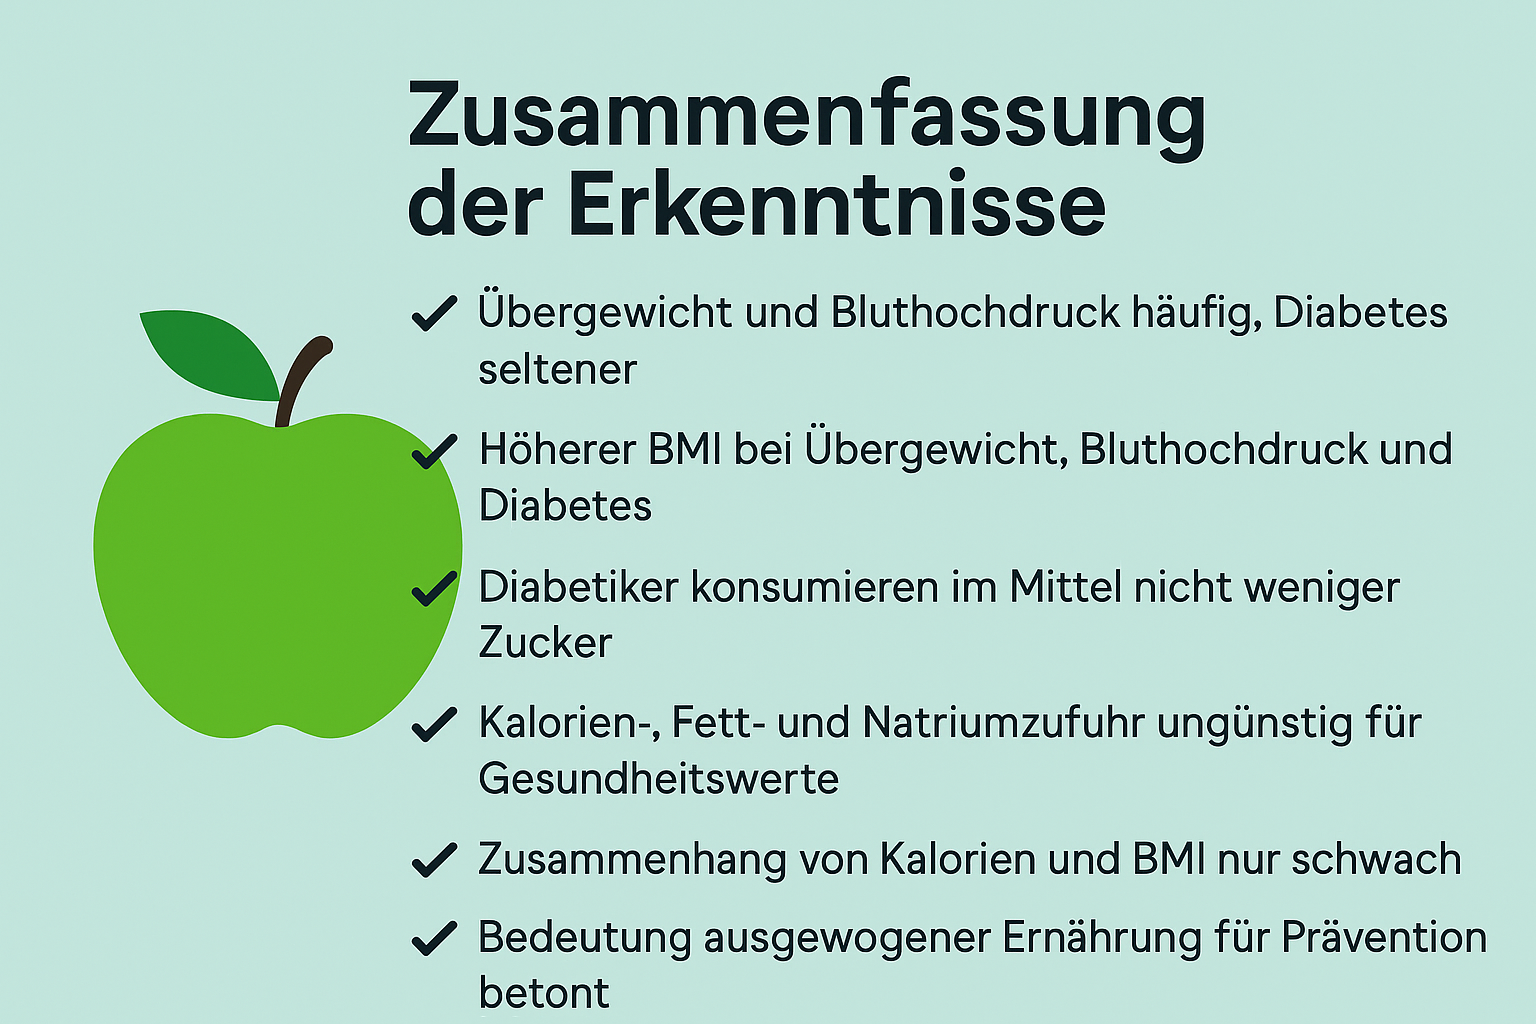 Zusammenfassung
der Erkenntnisse
Übergewicht und Bluthochdruck häufig, Diabetes
seltener
Höherer BMI bei Übergewicht, Bluthochdruck und
Diabetes
Diabetiker konsumieren im Mittel nicht weniger
Zucker
Kalorien-, Fett- und Natriumzufuhr ungünstig für
Gesundheitswerte
Zusammenhang von Kalorien und BMI nur schwach
Bedeutung ausgewogener Ernährung für Prävention
betont